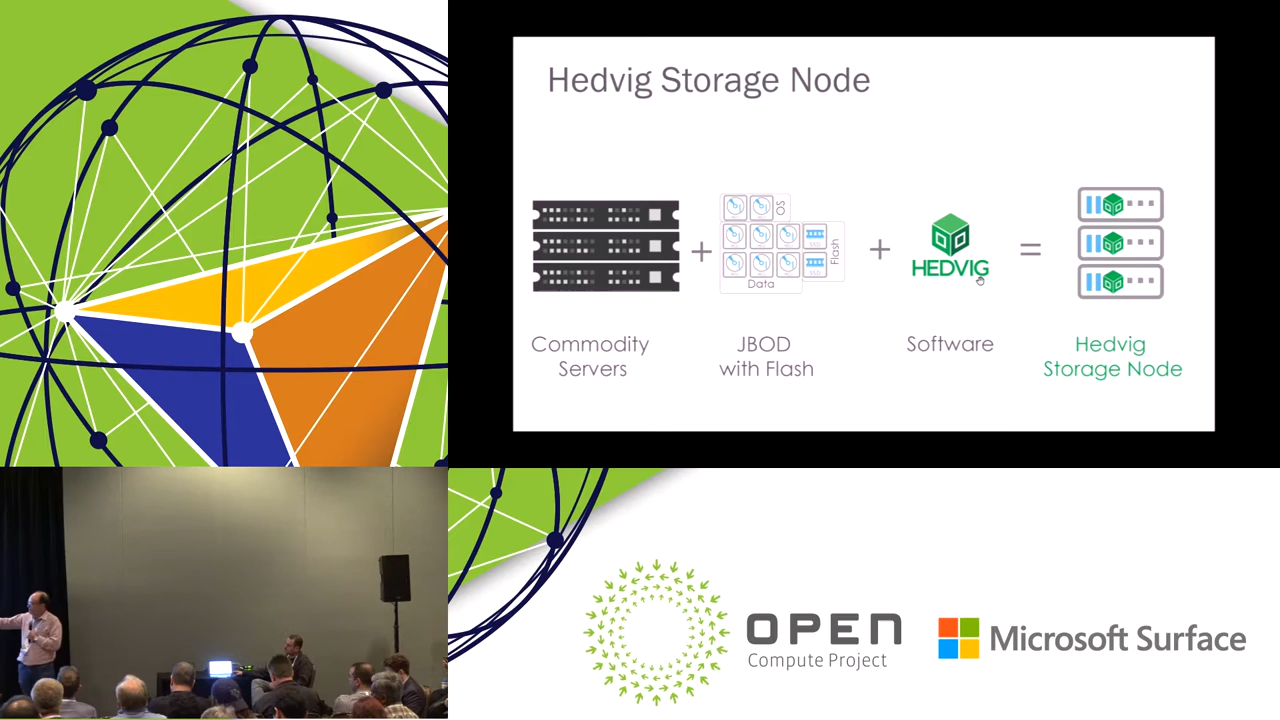 Hedvig Storage Node
OS
Flash
Data
HEDVIG
Commodity
Servers
JBOD
with Flash
Software
Hedvig
Storage Node
OPEN
Compute Project
Microsoft Surface